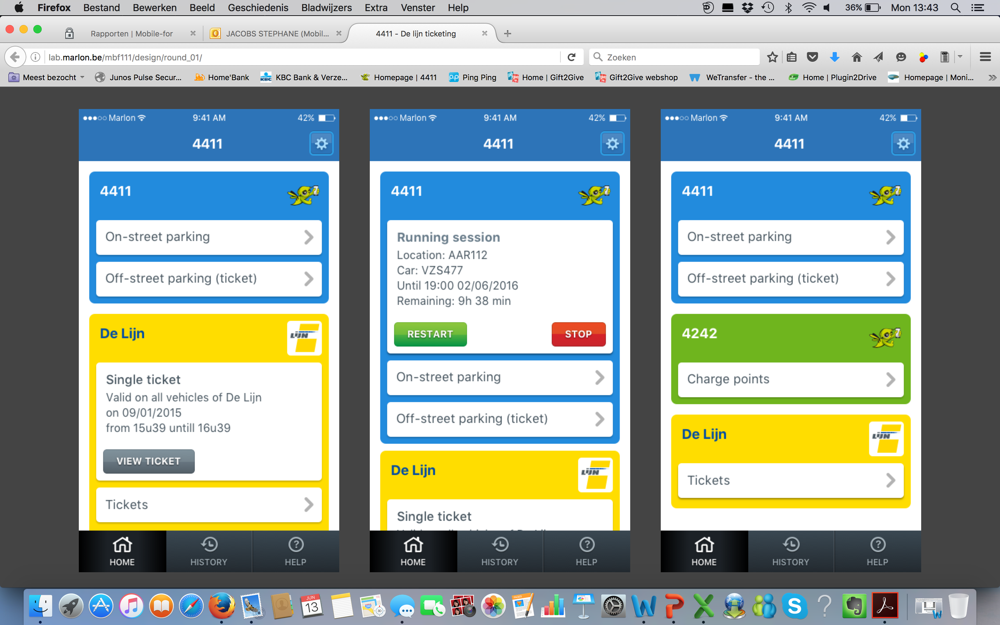 Firefox Bestand Bewerken Beeld Geschiedenis Bladwijzers Extra Venster Help 36% Mon 13:43
Rapporten | Mobile-for JACOBS STEPHANE (Mobil... 4411 - De lijn ticketing
lab.marlon.be/mbf111/design/round_01/ Zoeken
Meest bezocht Junos Pulse Secur... Home'Bank KBC KBC Bank & Verze... Homepage | 4411 p.p Ping Ping Home | Gift2Give Gift2Give webshop WeTransfer - the ... Home | Plugin2Drive Homepage | Moni...
Marlon 9:41 AM 42%
4411
4411
On-street parking
Off-street parking (ticket)
De Lijn
LIJN
Single ticket
Valid on all vehicles of De Lijn
on 09/01/2015
from 15u39 untill 16u39
VIEW TICKET
Tickets
HOME HISTORY HELP
Marlon 9:41 AM 42%
4411
4411
Running session
Location: AAR112
Car: VZS477
Until 19:00 02/06/2016
Remaining: 9h 38 min
RESTART STOP
On-street parking
Off-street parking (ticket)
De Lijn
LIJN
Single ticket
HOME HISTORY HELP
Marlon 9:41 AM 42%
4411
4411
On-street parking
Off-street parking (ticket)
4242
Charge points
De Lijn
LIJN
Tickets
HOME HISTORY HELP
JUN
13
3D
PAGES